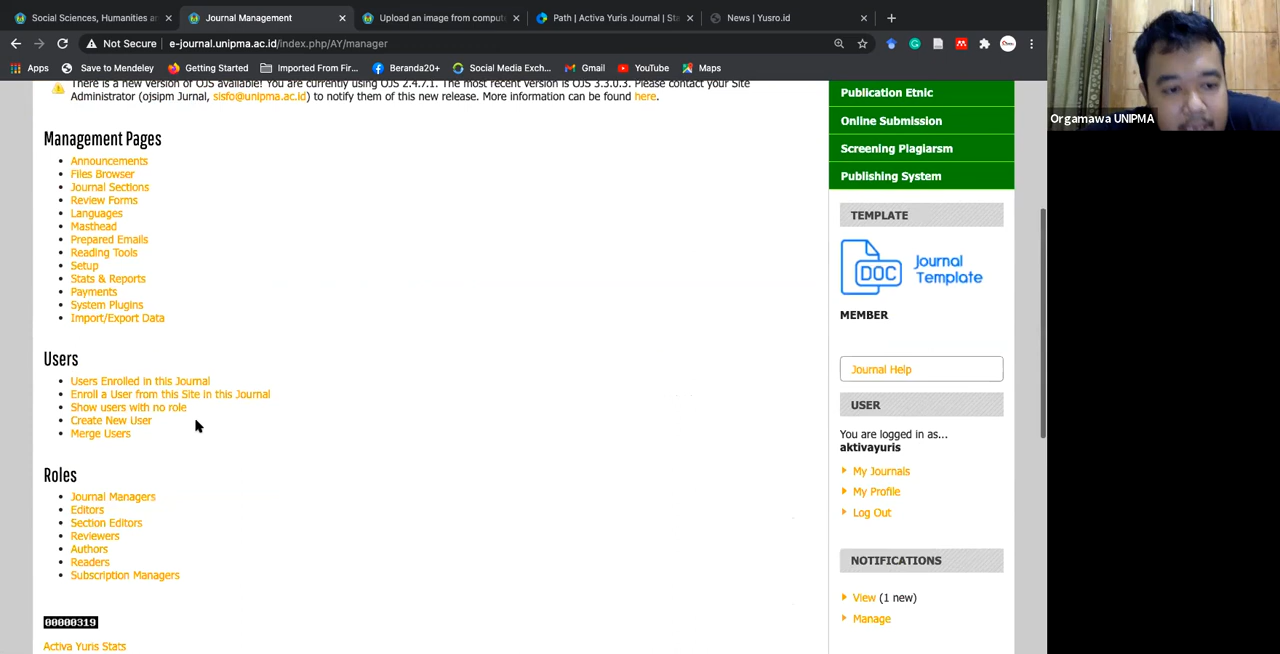 Social Sciences, Humanities ar
Journal Management
Upload an image from comput
Path | Activa Yuris Journal | Sta
News | Yusro.id
Not Secure | e-journal.unipma.ac.id/index.php/AY/manager
Apps
Save to Mendeley
Getting Started
Imported From Fir...
Beranda20+
Social Media Exch...
Gmail
YouTube
Maps
There is a new version of OJS available! You are currently using OJS 2.4.7.1. The most recent version is OJS 3.3.0.3. Please contact your Site
Administrator (ojsipm Jurnal, sisfo@unipma.ac.id) to notify them of this new release. More information can be found here.
Management Pages
Announcements
Files Browser
Journal Sections
Review Forms
Languages
Masthead
Prepared Emails
Reading Tools
Setup
Stats & Reports
Payments
System Plugins
Import/Export Data
Users
Users Enrolled in this Journal
Enroll a User from this Site in this Journal
Show users with no role
Create New User
Merge Users
Roles
Journal Managers
Editors
Section Editors
Reviewers
Authors
Readers
Subscription Managers
00000319
Activa Yuris Stats
Publication Etnic
Online Submission
Screening Plagiarsm
Publishing System
TEMPLATE
DOC
Journal
Template
MEMBER
Journal Help
USER
You are logged in as...
aktivayuris
My Journals
My Profile
Log Out
NOTIFICATIONS
View (1 new)
Manage
Orgamawa UNIPMA